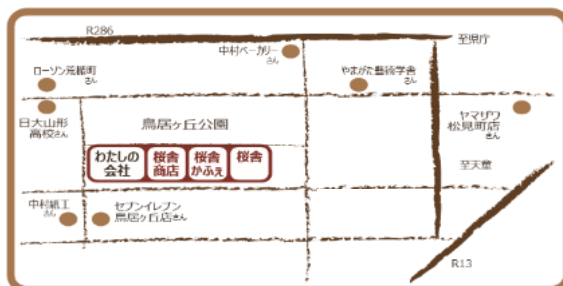 R286
至県庁
中村ベーカリー
さん
ローソン荒楯町
さん
やまがた藝術学舎
さん
日大山形
高校さん
鳥居ヶ丘公園
ヤマザワ
松見町店
さん
わたしの
会社
桜舎
商店
桜舎
かふぇ
桜舎
至天童
中村紙工
さん
セブンイレブン
鳥居ヶ丘店さん
R13